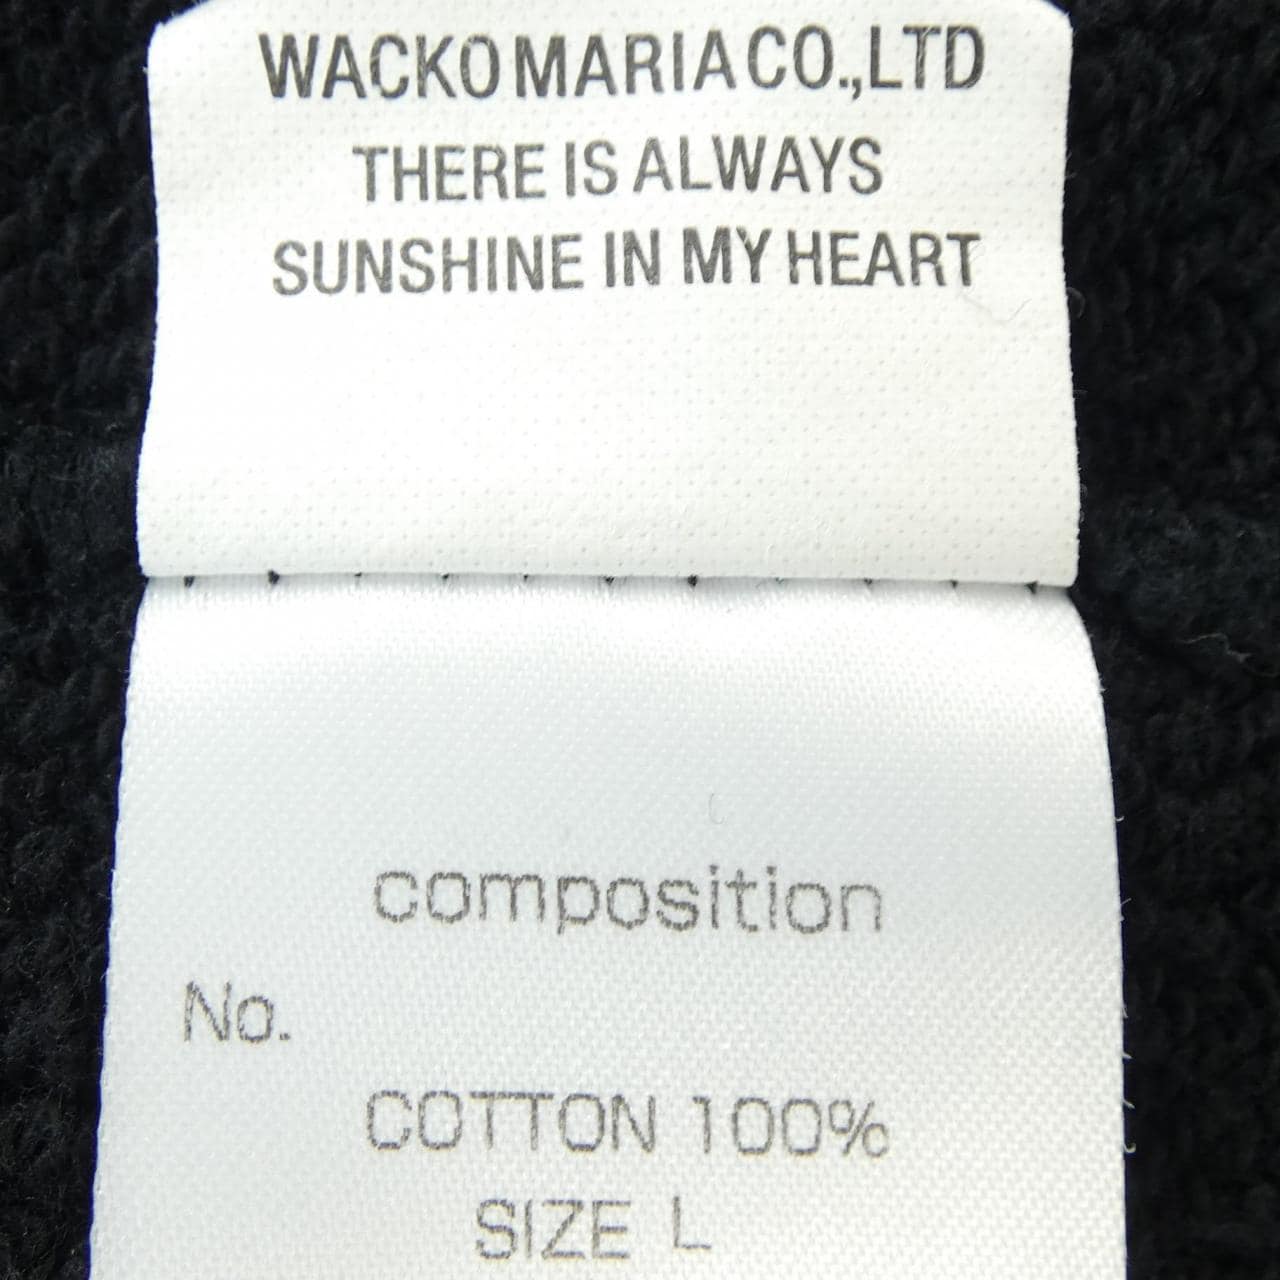 WACKO MARIA CO.,LTD
THERE IS ALWAYS
SUNSHINE IN MY HEART
composition
No.
COTTON 100%
SIZE L